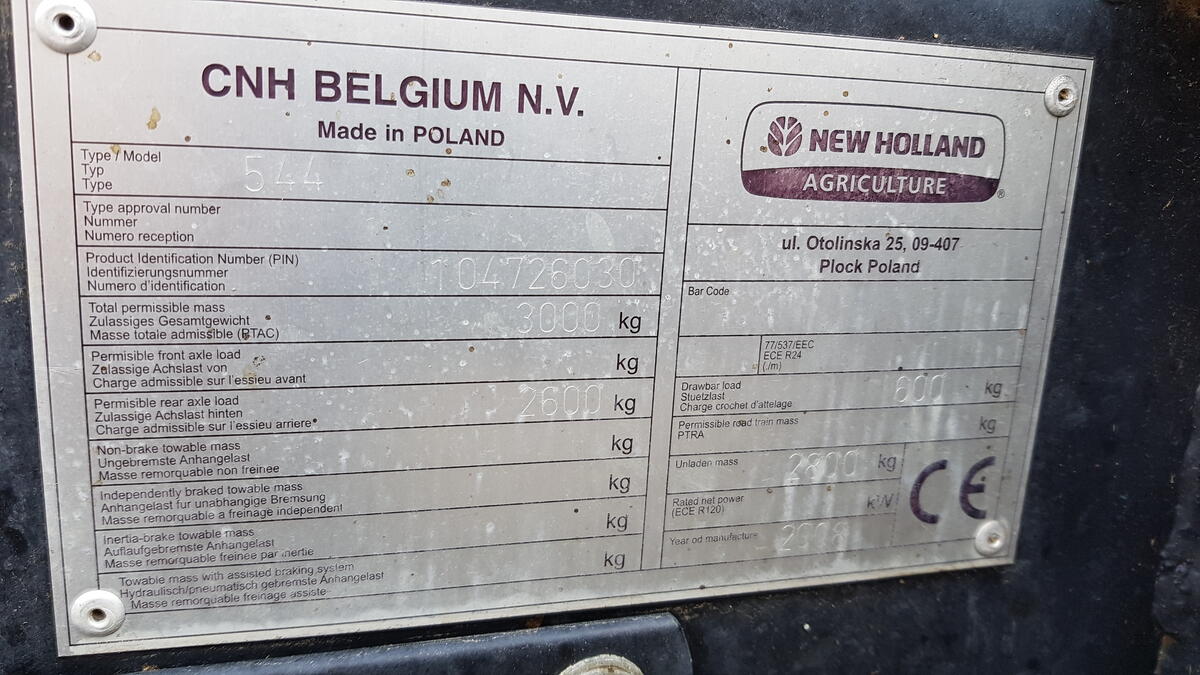 CNH BELGIUM N.V.
Made in POLAND
Type / Model
Typ
Type
544
Type approval number
Nummer
Numero reception
Product Identification Number (PIN)
Identifizierungsnummer
Numero d'identification
104726030
Total permissible mass
Zulassiges Gesamtgewicht
Masse totale admissible (PTAC)
3000 kg
Permisible front axle load
Zulassige Achslast von
Charge admissible sur l'essieu avant
kg
Permisible rear axle load
Zulassige Achslast hinten
Charge admissible sur l'essieu arriere
2600 kg
Non-brake towable mass
Ungebremste Anhangelast
Masse remorquable non freinee
kg
Independently braked towable mass
Anhangelast fur unabhangige Bremsung
Masse remorquable a freinage independent
kg
Inertia-brake towable mass
Auflaufgebremste Anhangelast
Masse remorquable freinee par inertie
kg
Towable mass with assisted braking system
Hydraulisch/pneumatisch gebremste Anhangelast
Masse remorquable freinage assiste
kg
NEW HOLLAND
AGRICULTURE ®
ul. Otolinska 25, 09-407
Plock Poland
Bar Code
77/537/EEC
ECE R24
(./m)
Drawbar load
Stuetzlast
Charge crochet d'attelage
kg
Permissible road train mass
PTRA
kg
Unladen mass
2800 kg
Rated net power
(ECE R120)
kW
Year od manufacture
2008
CE